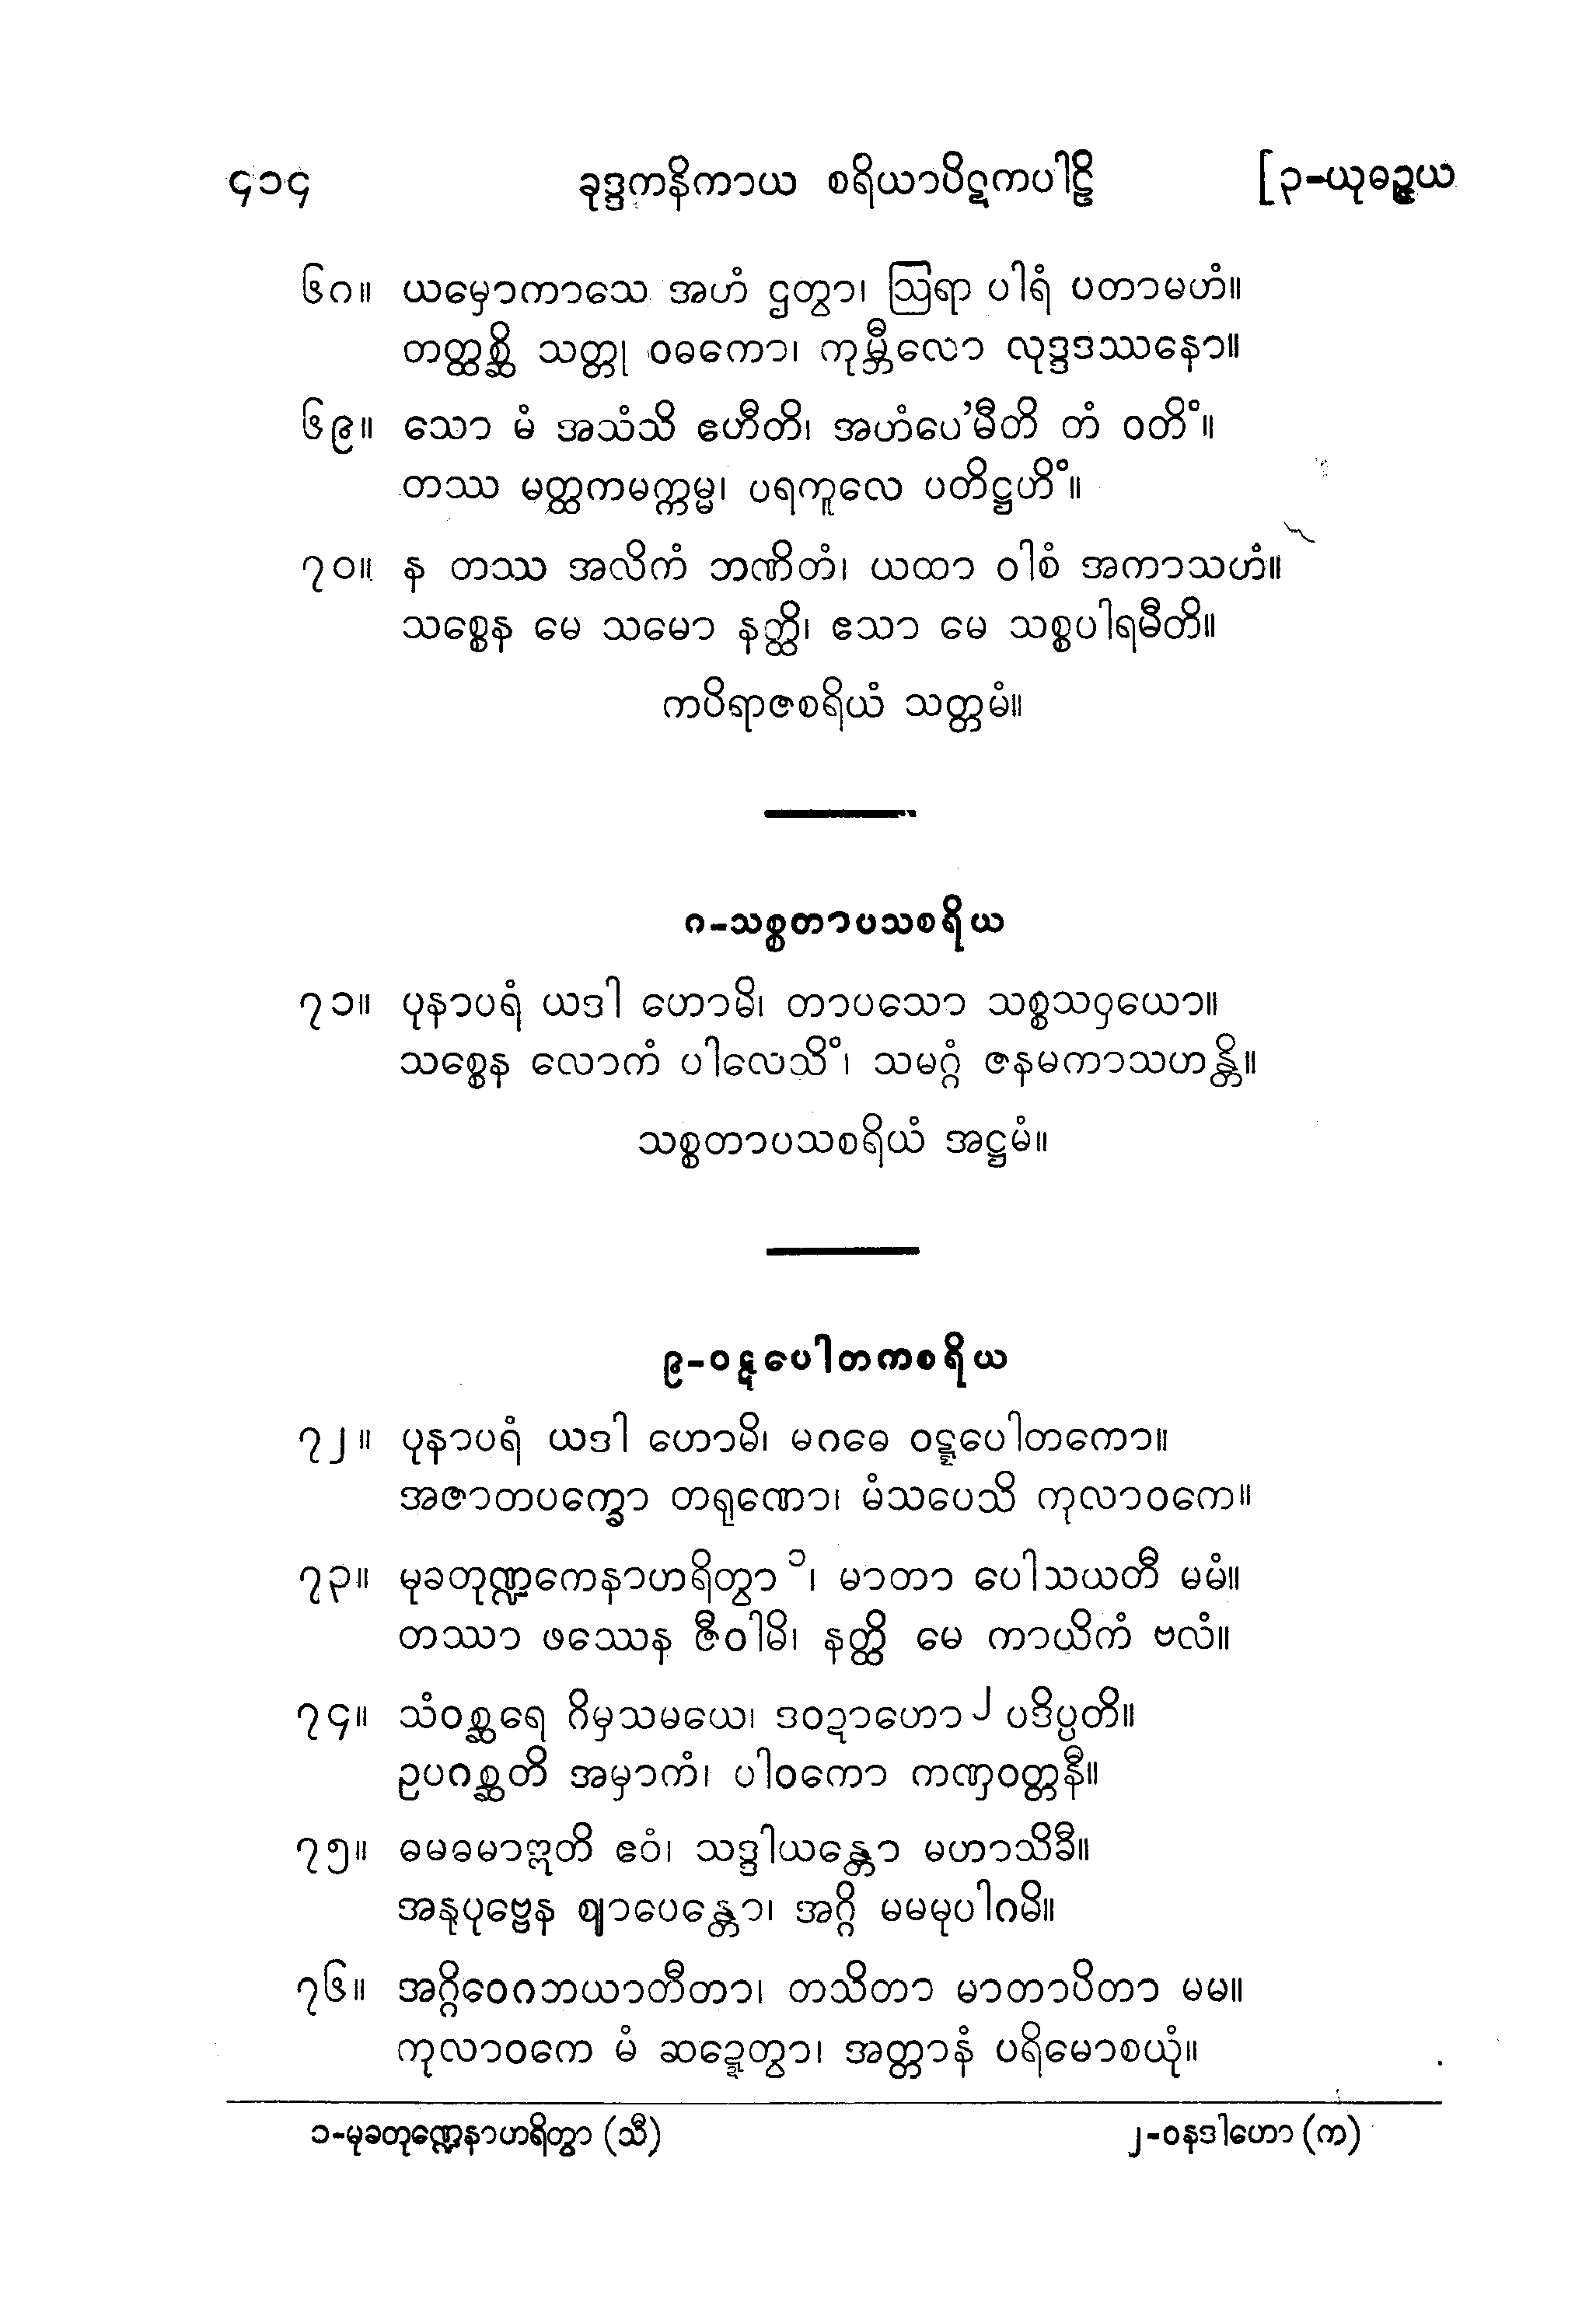 ၄၁၄ ခုဒ္ဒကနိကာယ စရိယာပိဋကပါဠိ [၃-ယုဓဉ္စယ
၆၈။ ယမှောကာသေ အဟံ ဌတွာ၊ ဩရာ ပါရံ ပတာမဟံ။
တတ္ထစ္ဆိ သတ္တု ဝဓကော၊ ကုမ္ဘီလော လုဒ္ဒဒဿနော။
၆၉။ သော မံ အသံသိ ဧဟီတိ၊ အဟံပေ’မီတိ တံ ဝတိံ။
တဿ မတ္ထကမက္ကမ္မ၊ ပရကူလေ ပတိဋ္ဌဟိံ။
၇၀။ န တဿ အလိကံ ဘဏိတံ၊ ယထာ ဝါစံ အကာသဟံ။
သစ္စေန မေ သမော နတ္ထိ၊ ဧသာ မေ သစ္စပါရမီတိ။
ကပိရာဇစရိယံ သတ္တမံ။
၈-သစ္စတာပသစရိယ
၇၁။ ပုနာပရံ ယဒါ ဟောမိ၊ တာပသော သစ္စသဝှယော။
သစ္စေန လောကံ ပါလေသိံ၊ သမဂ္ဂံ ဇနမကာသဟန္တိ။
သစ္စတာပသစရိယံ အဋ္ဌမံ။
၉-ဝဋ္ဋပေါတကစရိယ
၇၂။ ပုနာပရံ ယဒါ ဟောမိ၊ မဂဓေ ဝဋ္ဋပေါတကော။
အဇာတပက္ခော တရုဏော၊ မံသပေသိ ကုလာဝကေ။
၇၃။ မုခတုဏ္ဍကေနာဟရိတွာ ၁၊ မာတာ ပေါသယတီ မမံ။
တဿာ ဖဿေန ဇီဝါမိ၊ နတ္ထိ မေ ကာယိကံ ဗလံ။
၇၄။ သံဝစ္ဆရေ ဂိမှသမယေ၊ ဒဝဍာဟော ၂ ပဒိပ္ပတိ။
ဥပဂစ္ဆတိ အမှာကံ၊ ပါဝကော ကဏှဝတ္တနီ။
၇၅။ ဓမဓမာဣတိ ဧဝံ၊ သဒ္ဒါယန္တော မဟာသိခီ။
အနုပုဗ္ဗေန ဈာပေန္တော၊ အဂ္ဂိ မမမုပါဂမိ။
၇၆။ အဂ္ဂိဝေဂဘယာတီတာ၊ တသိတာ မာတာပိတာ မမ။
ကုလာဝကေ မံ ဆဍ္ဍေတွာ၊ အတ္တာနံ ပရိမောစယုံ။
၁-မုခတုဏ္ဍေနာဟရိတွာ (သီ) ၂-ဝနဒါဟော (က)